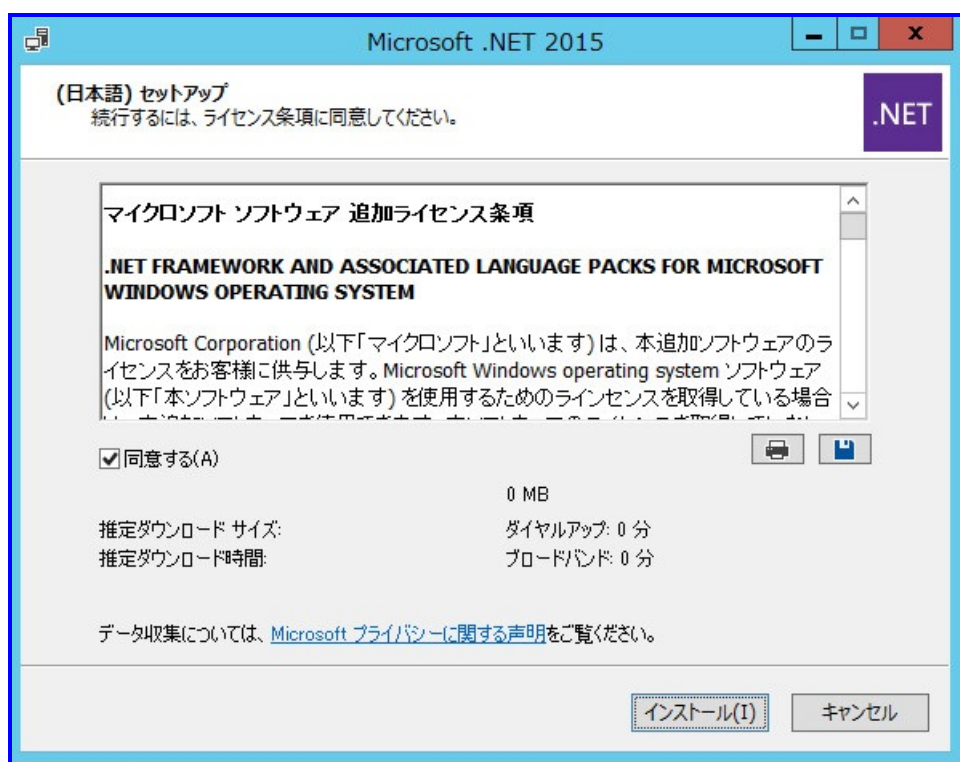 Microsoft .NET 2015
(日本語) セットアップ
続行するには、ライセンス条項に同意してください。
.NET
マイクロソフト ソフトウェア 追加ライセンス条項
.NET FRAMEWORK AND ASSOCIATED LANGUAGE PACKS FOR MICROSOFT
WINDOWS OPERATING SYSTEM
Microsoft Corporation (以下「マイクロソフト」といいます) は、本追加ソフトウェアのラ
イセンスをお客様に供与します。Microsoft Windows operating system ソフトウェア
(以下「本ソフトウェア」といいます) を使用するためのラインセンスを取得している場合
同意する(A)
0 MB
推定ダウンロード サイズ:
ダイヤルアップ: 0 分
推定ダウンロード時間:
ブロードバンド: 0 分
データ収集については、Microsoft プライバシーに関する声明をご覧ください。
インストール(I)
キャンセル